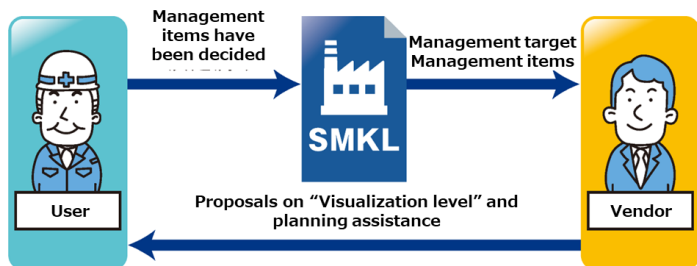 Management
items have
been decided
SMKL
Management target
Management items
User
Proposals on “Visualization level” and
planning assistance
Vendor